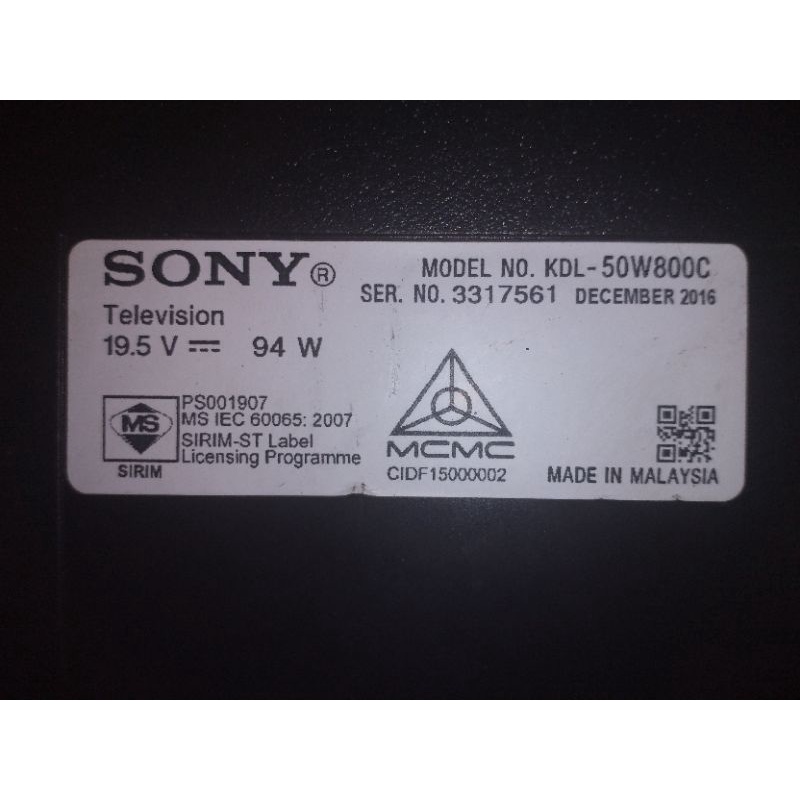 SONY®
MODEL NO. KDL-50W800C
SER. NO. 3317561 DECEMBER 2016
Television
19.5 V ⎓ 94 W
MS
SIRIM
PS001907
MS IEC 60065: 2007
SIRIM-ST Label
Licensing Programme
MCMC
CIDF15000002
MADE IN MALAYSIA